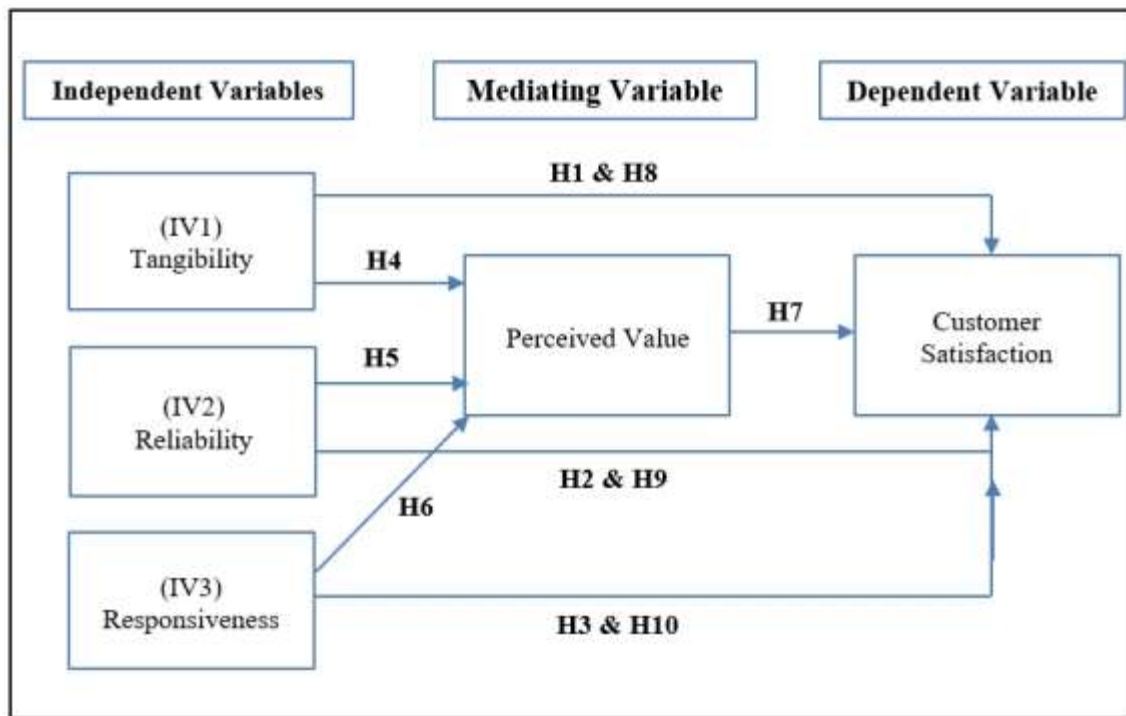 Independent Variables
Mediating Variable
Dependent Variable
H1 & H8
(IV1)
Tangibility
H4
Perceived Value
H7
Customer
Satisfaction
H5
(IV2)
Reliability
H2 & H9
H6
(IV3)
Responsiveness
H3 & H10